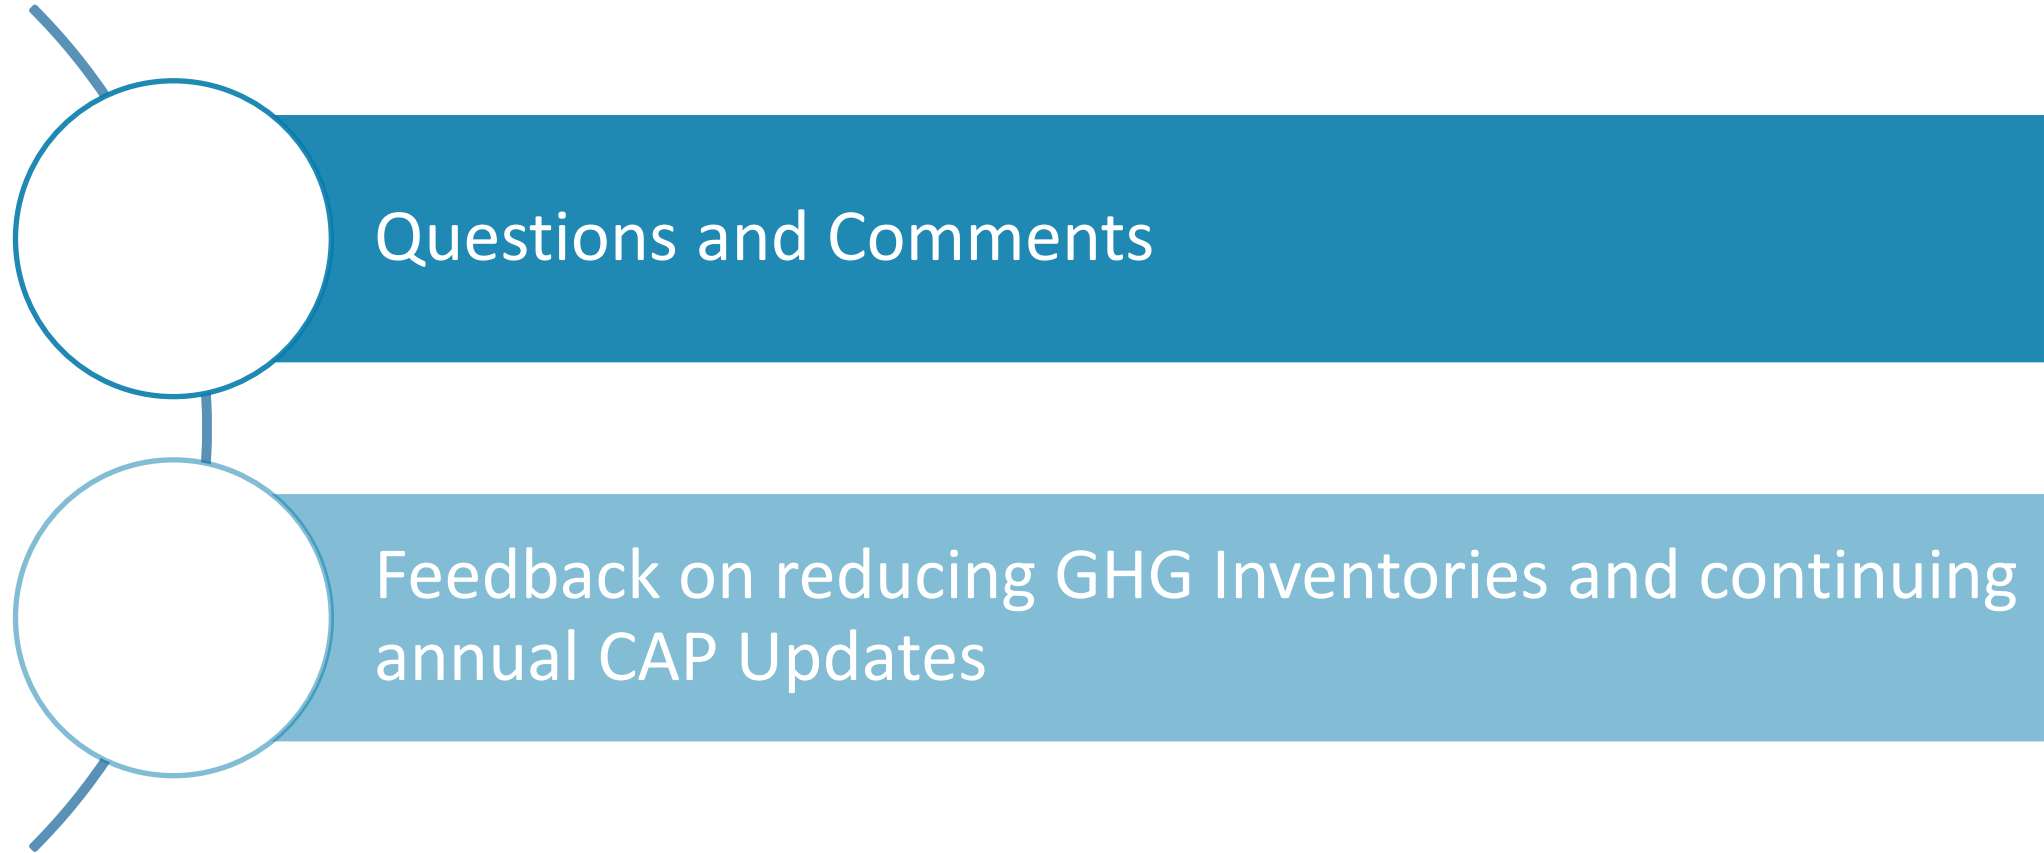 Questions and Comments
Feedback on reducing GHG Inventories and continuing
annual CAP Updates